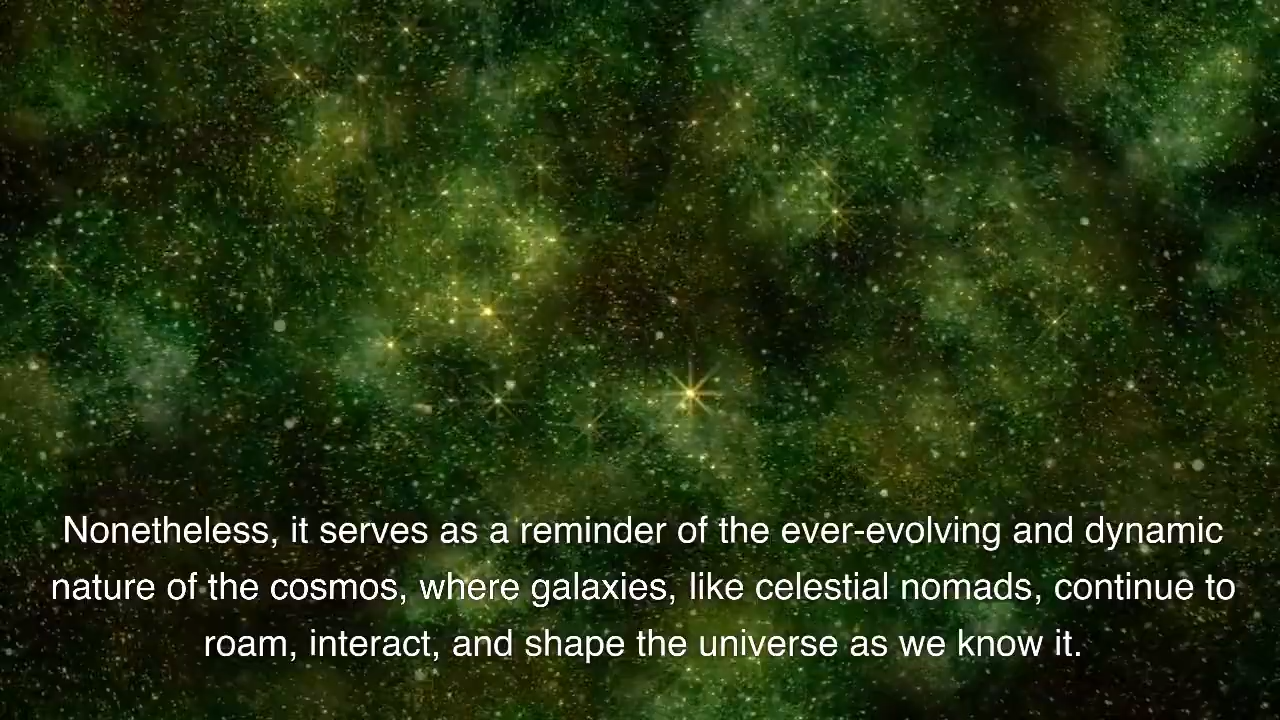 Nonetheless, it serves as a reminder of the ever-evolving and dynamic
nature of the cosmos, where galaxies, like celestial nomads, continue to
roam, interact, and shape the universe as we know it.